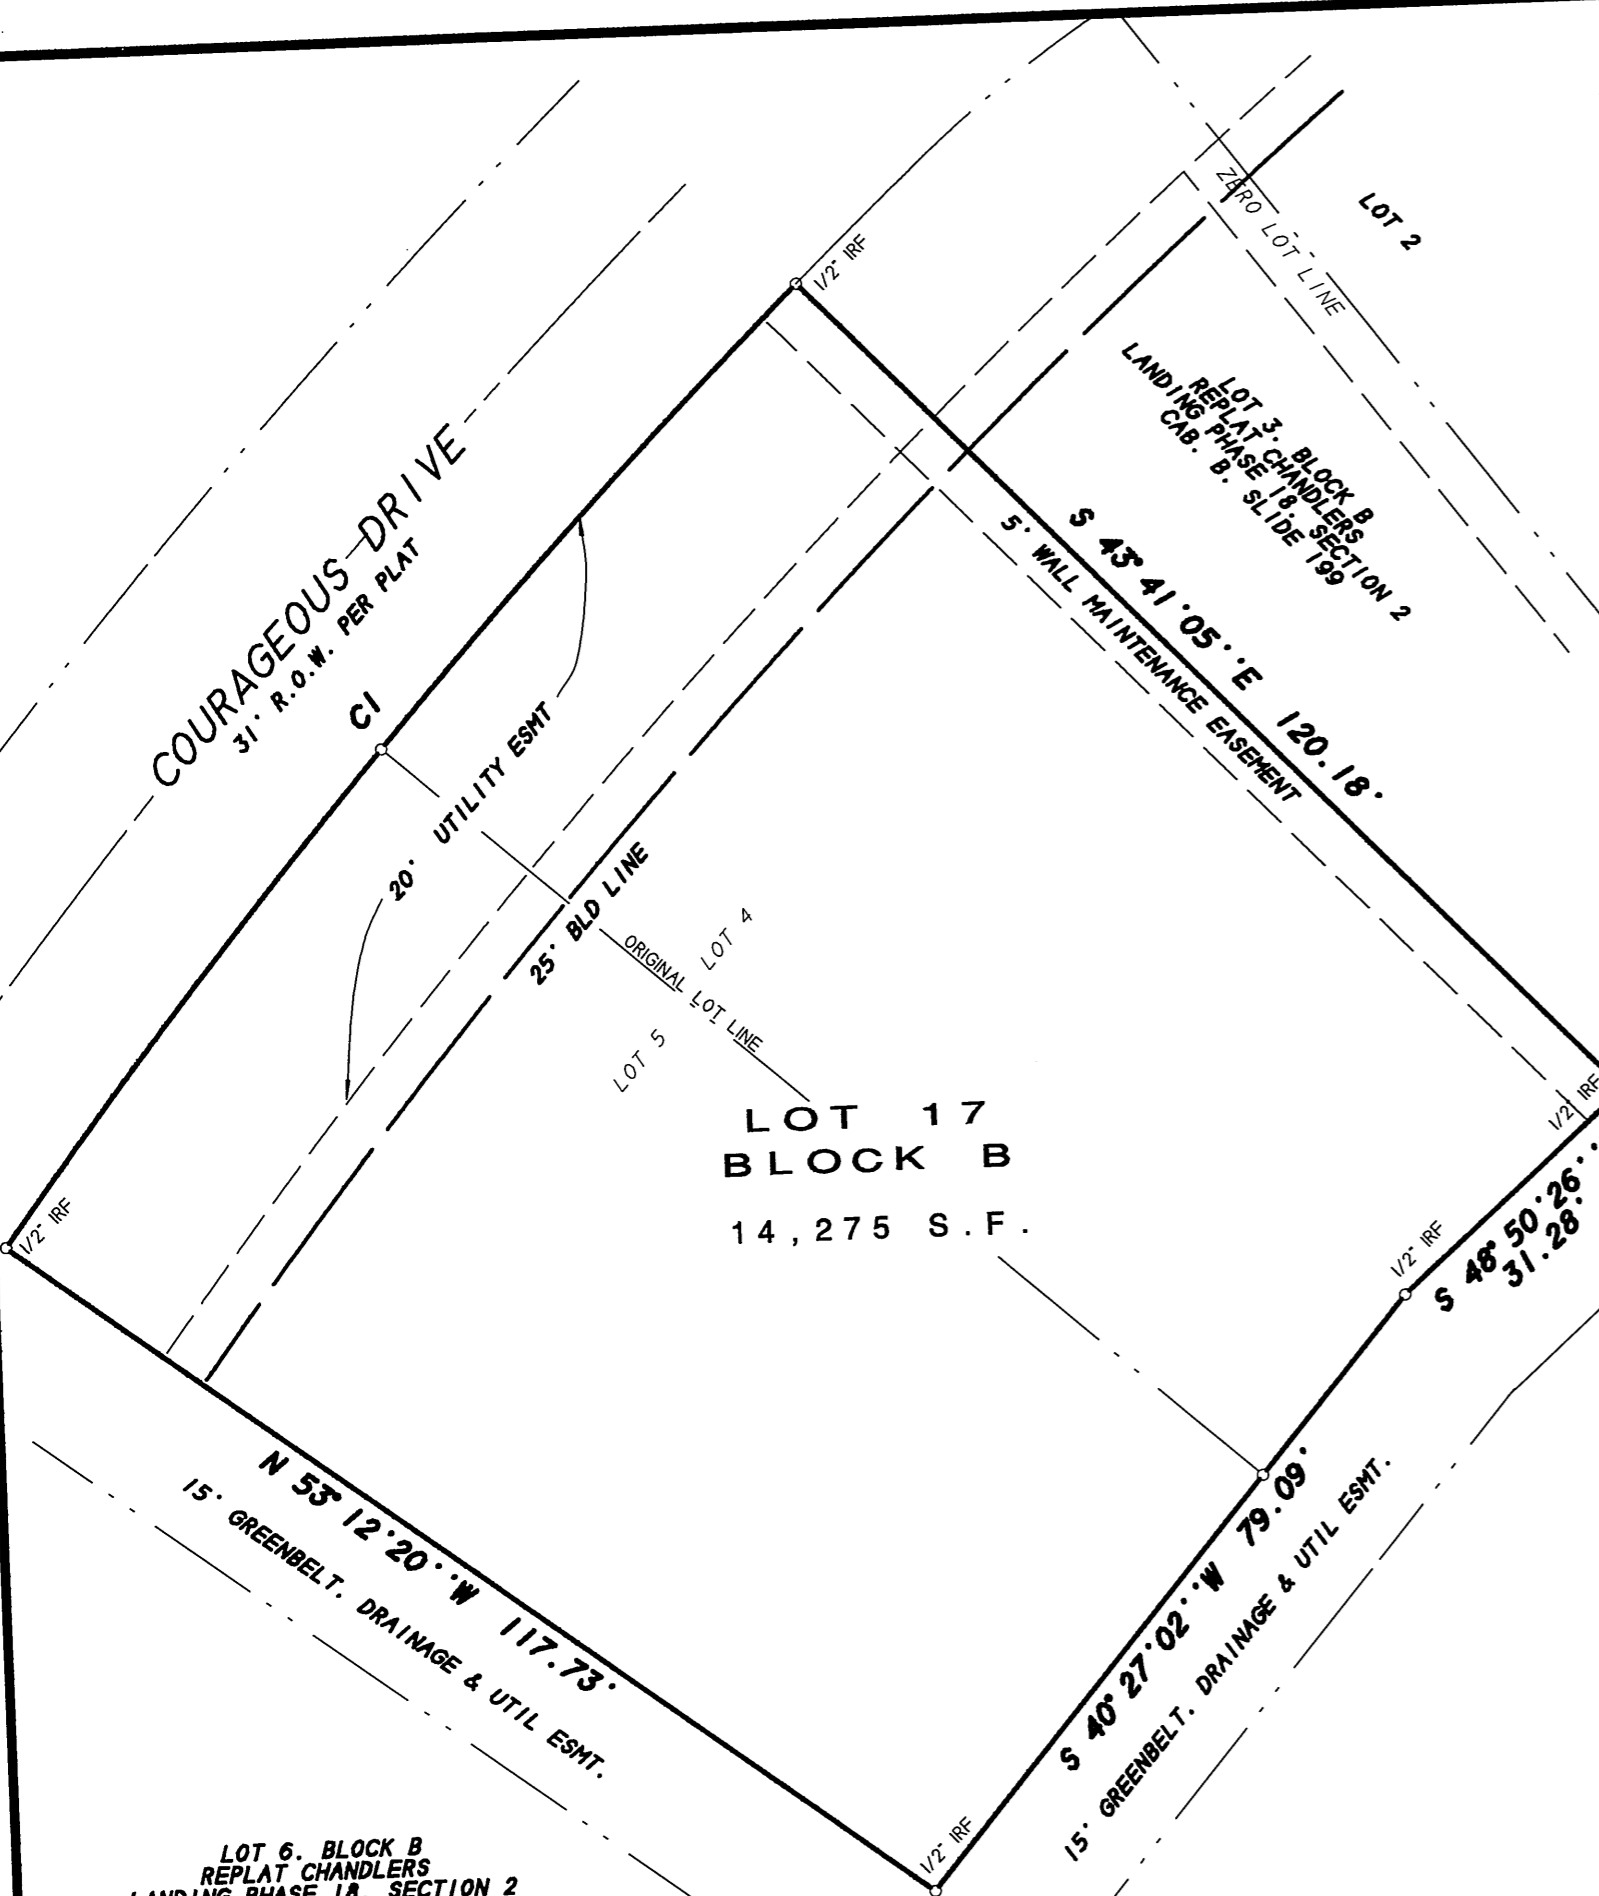 1/2" IRF
ZERO LOT LINE
LOT 2
LOT 3, BLOCK B
REPLAT CHANDLERS
LANDING PHASE 18, SECTION 2
CAB. B, SLIDE 199
COURAGEOUS DRIVE
31' R.O.W. PER PLAT
C1
S 43°41'05''E 120.18'
5' WALL MAINTENANCE EASEMENT
20' UTILITY ESMT
25' BLD LINE
ORIGINAL LOT LINE
LOT 4
LOT 5
LOT 17
BLOCK B
14,275 S.F.
1/2" IRF
1/2" IRF
1/2" IRF
S 48°50'26''
31.28'
N 53°12'20''W 117.73'
15' GREENBELT, DRAINAGE & UTIL ESMT.
S 40°27'02''W 79.09'
15' GREENBELT, DRAINAGE & UTIL ESMT.
1/2" IRF
LOT 6, BLOCK B
REPLAT CHANDLERS
LANDING PHASE 18, SECTION 2